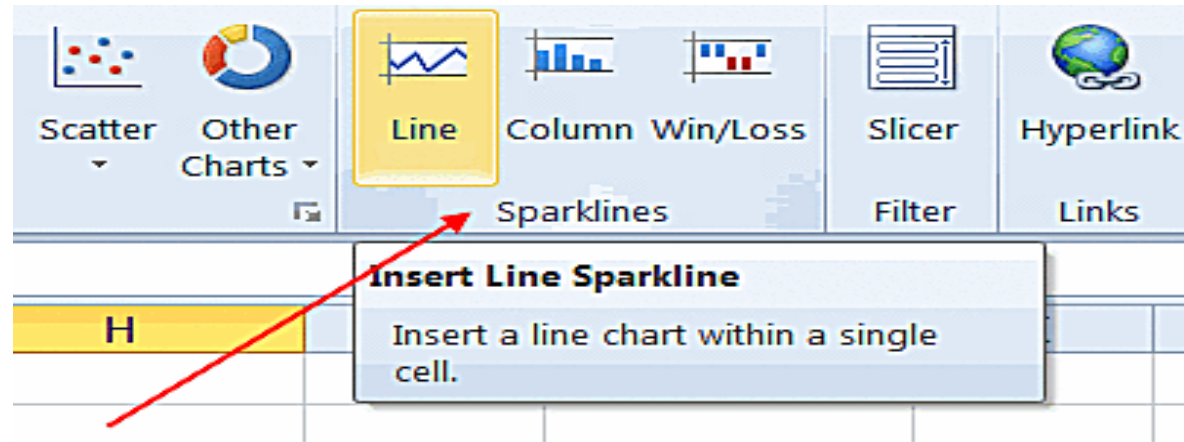 Scatter Other Charts Line Column Win/Loss Slicer Hyperlink
Sparklines Filter Links
Insert Line Sparkline
H
Insert a line chart within a single
cell.